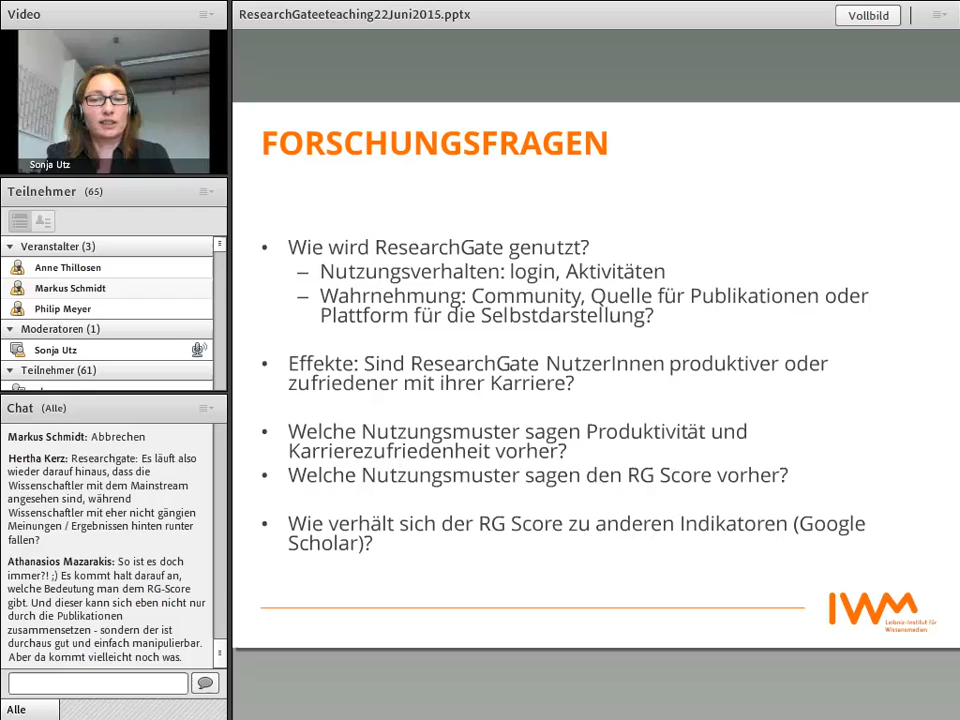 Video
Sonja Utz
Teilnehmer (65)
Veranstalter (3)
Anne Thillosen
Markus Schmidt
Philip Meyer
Moderatoren (1)
Sonja Utz
Teilnehmer (61)
Chat (Alle)
Markus Schmidt: Abbrechen
Hertha Kerz: Researchgate: Es läuft also
wieder darauf hinaus, dass die
Wissenschaftler mit dem Mainstream
angesehen sind, während
Wissenschaftler mit eher nicht gängien
Meinungen / Ergebnissen hinten runter
fallen?
Athanasios Mazarakis: So ist es doch
immer?! ;) Es kommt halt darauf an,
welche Bedeutung man dem RG-Score
gibt. Und dieser kann sich eben nicht nur
durch die Publikationen
zusammensetzen - sondern der ist
durchaus gut und einfach manipulierbar.
Aber da kommt vielleicht noch was.
Alle
ResearchGateeteaching22Juni2015.pptx
Vollbild
FORSCHUNGSFRAGEN
• Wie wird ResearchGate genutzt?
– Nutzungsverhalten: login, Aktivitäten
– Wahrnehmung: Community, Quelle für Publikationen oder
Plattform für die Selbstdarstellung?
• Effekte: Sind ResearchGate NutzerInnen produktiver oder
zufriedener mit ihrer Karriere?
• Welche Nutzungsmuster sagen Produktivität und
Karrierezufriedenheit vorher?
• Welche Nutzungsmuster sagen den RG Score vorher?
• Wie verhält sich der RG Score zu anderen Indikatoren (Google
Scholar)?
IWM
Leibniz-Institut für
Wissensmedien